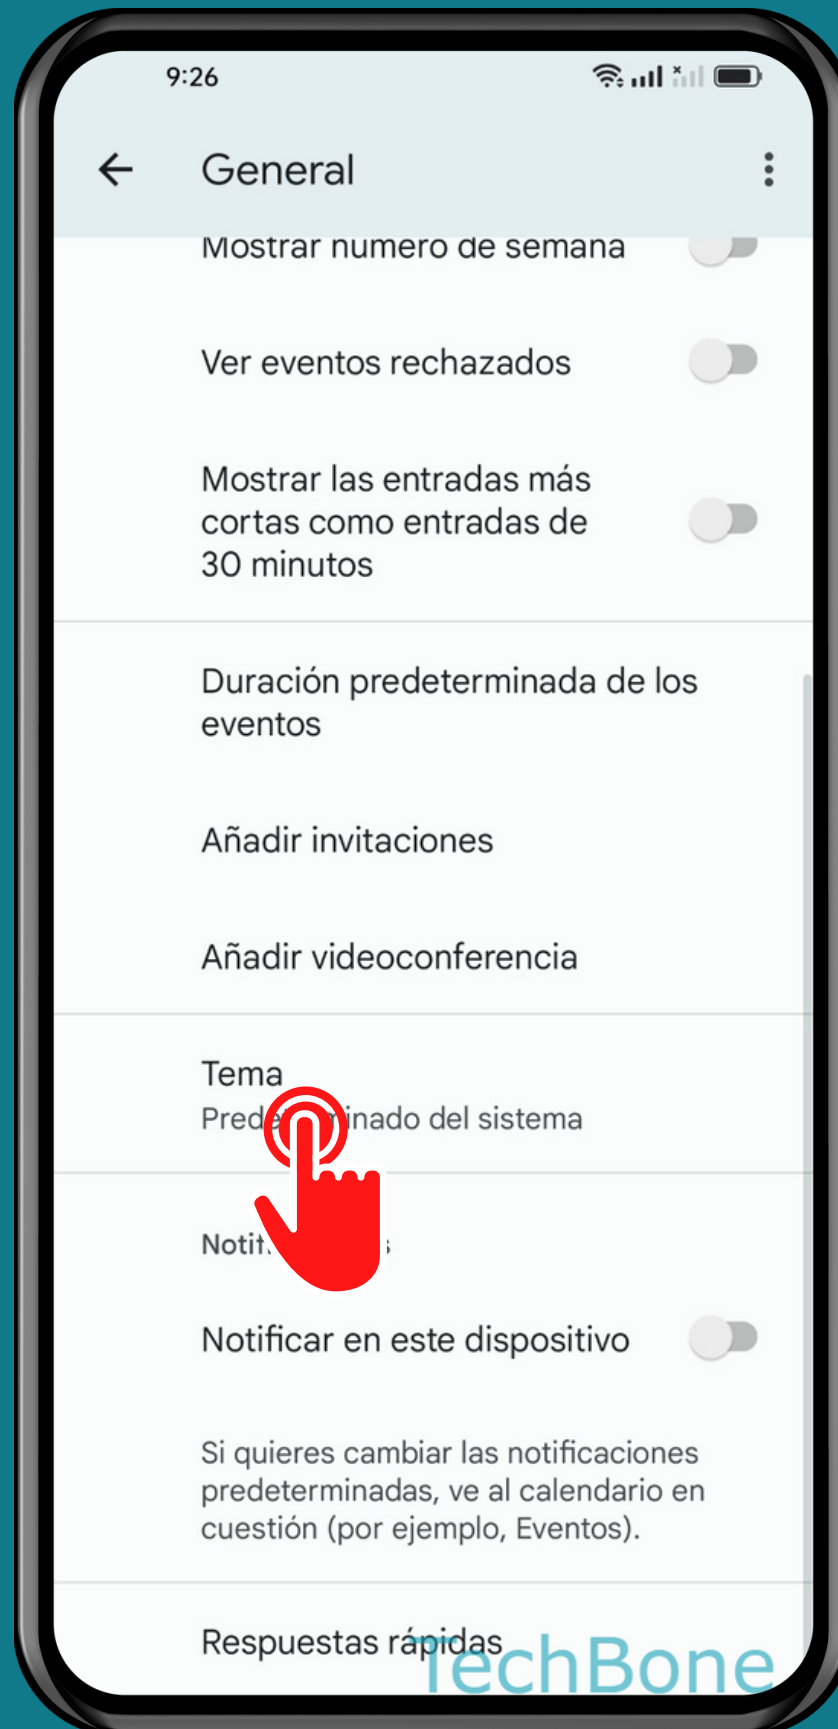 9:26
General
Mostrar número de semana
Ver eventos rechazados
Mostrar las entradas más
cortas como entradas de
30 minutos
Duración predeterminada de los
eventos
Añadir invitaciones
Añadir videoconferencia
Tema
del sistema
Notificar en este dispositivo
Si quieres cambiar las notificaciones
predeterminadas, ve al calendario en
cuestión (por ejemplo, Eventos).
Respuestas rápidas
TechBone